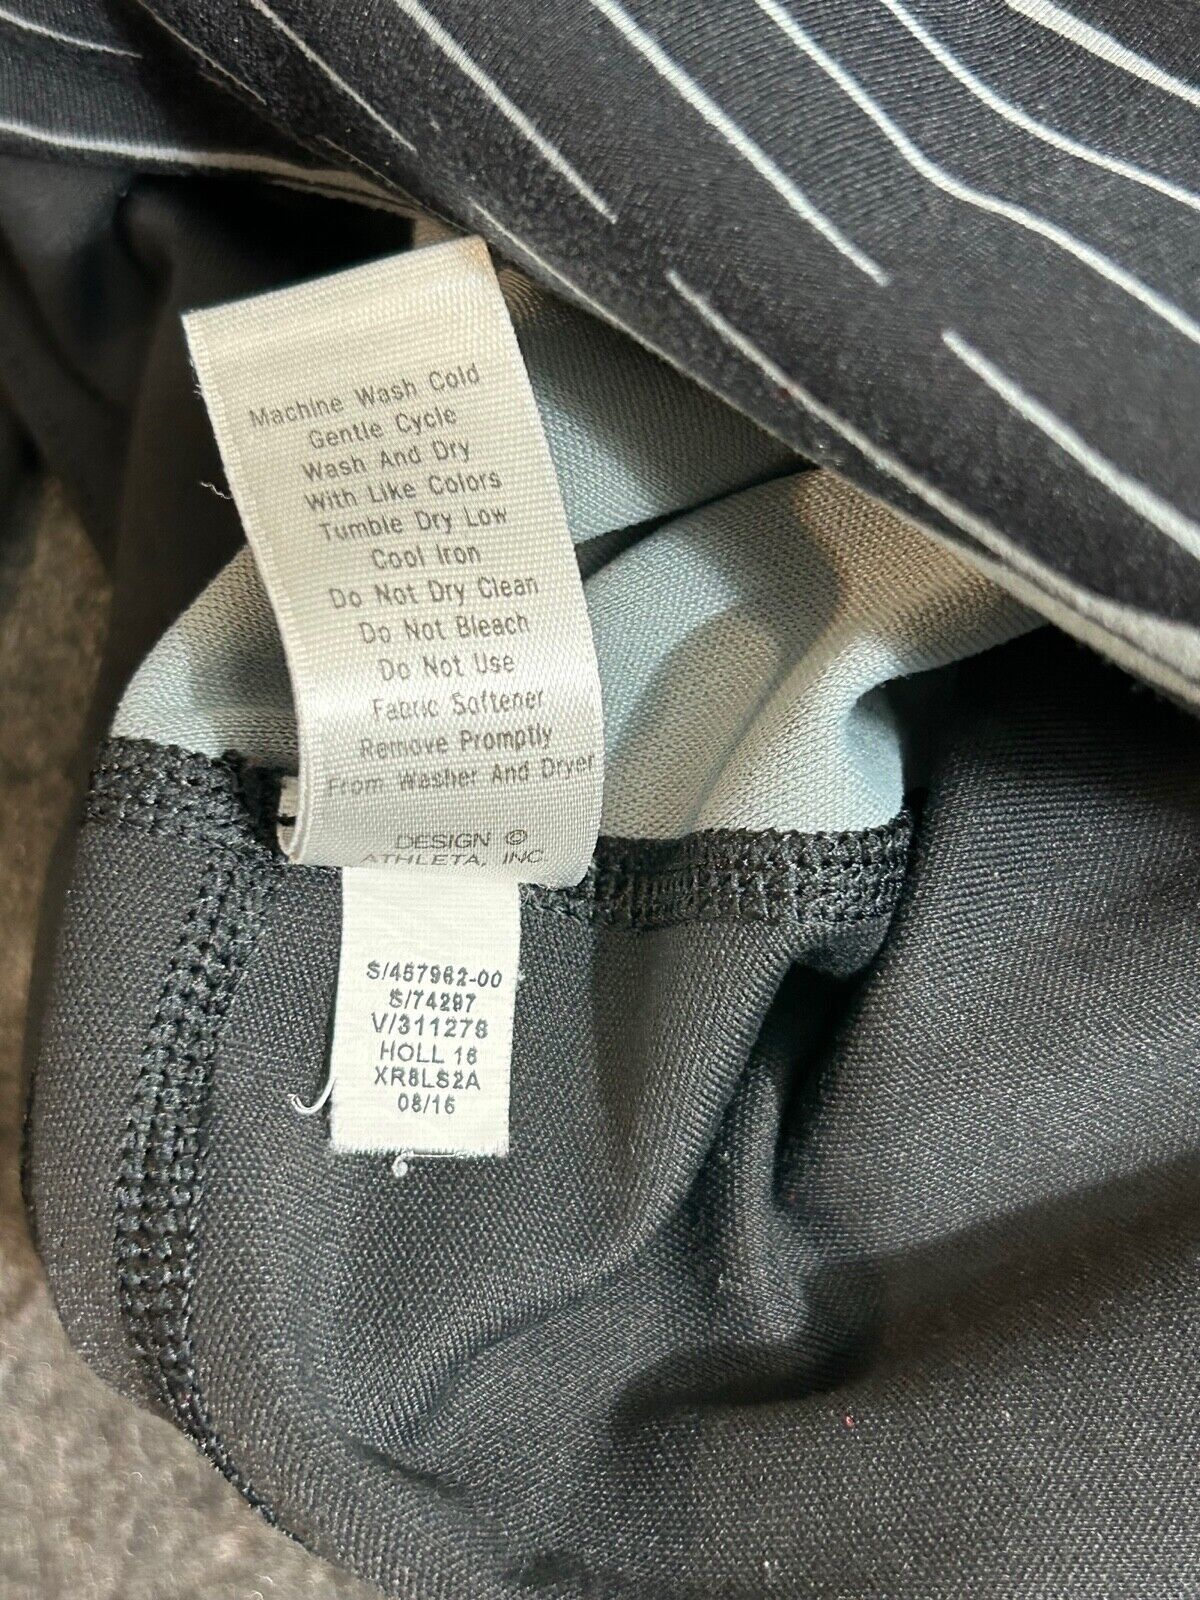 Machine Wash Cold
Gentle Cycle
Wash And Dry
With Like Colors
Tumble Dry Low
Cool Iron
Do Not Dry Clean
Do Not Bleach
Do Not Use
Fabric Softener
Remove Promptly
From Washer And Dryer
DESIGN ©
ATHLETA, INC.
S/457962-00
S/74297
V/311278
HOLL 16
XR8LS2A
08/16